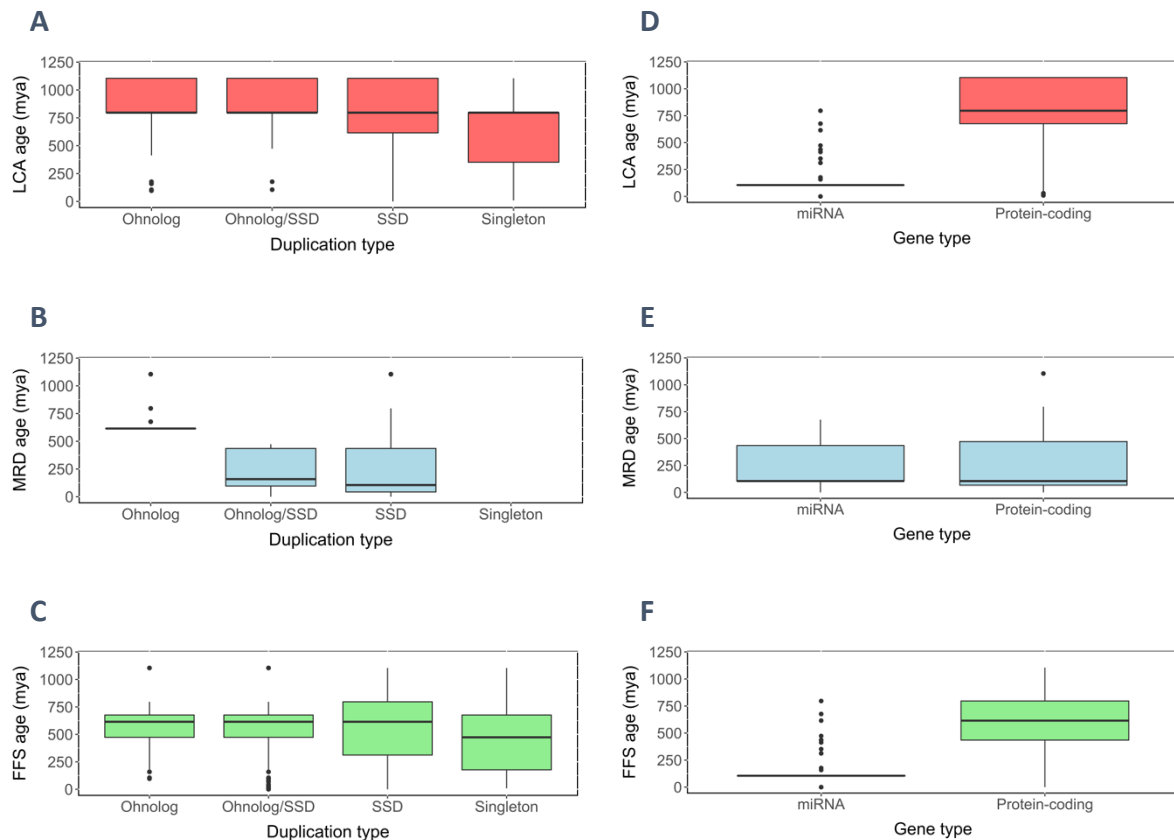 A
LCA age (mya)
1250
1000
750
500
250
0
Ohnolog Ohnolog/SSD SSD Singleton
Duplication type
B
MRD age (mya)
1250
1000
750
500
250
0
Ohnolog Ohnolog/SSD SSD Singleton
Duplication type
C
FFS age (mya)
1250
1000
750
500
250
0
Ohnolog Ohnolog/SSD SSD Singleton
Duplication type
D
LCA age (mya)
1250
1000
750
500
250
0
miRNA Protein-coding
Gene type
E
MRD age (mya)
1250
1000
750
500
250
0
miRNA Protein-coding
Gene type
F
FFS age (mya)
1250
1000
750
500
250
0
miRNA Protein-coding
Gene type